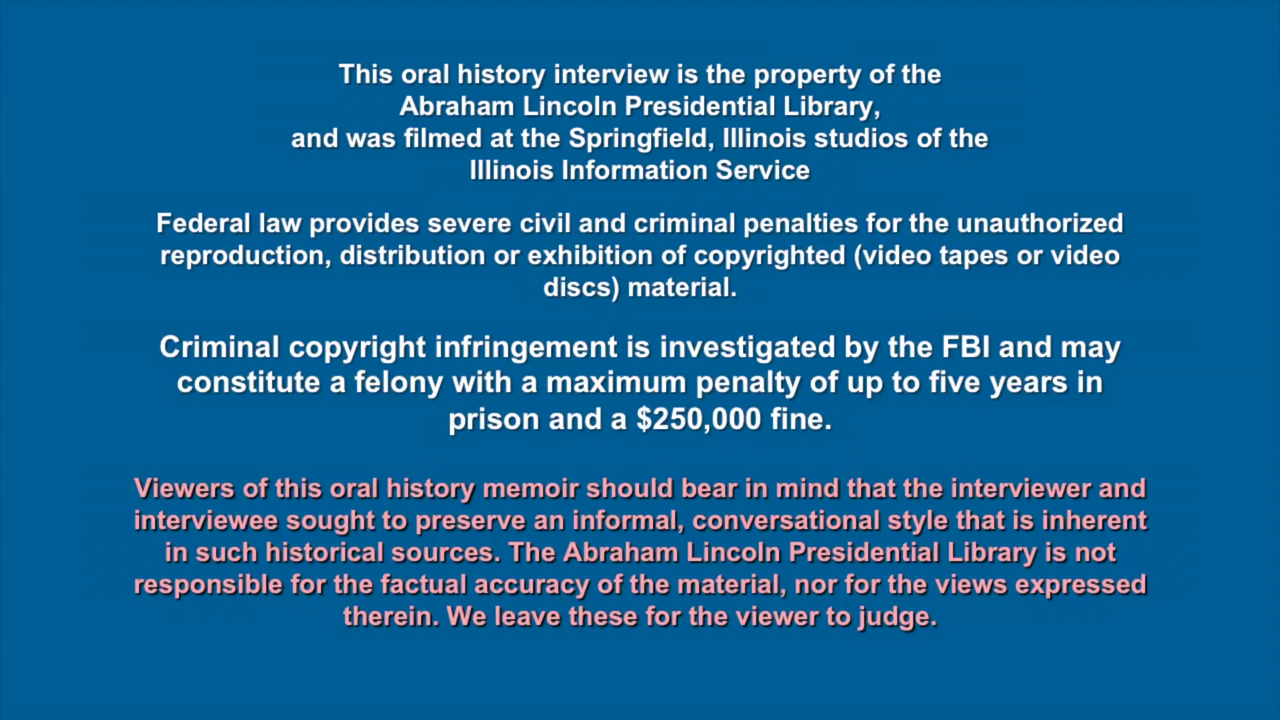 This oral history interview is the property of the
Abraham Lincoln Presidential Library,
and was filmed at the Springfield, Illinois studios of the
Illinois Information Service
Federal law provides severe civil and criminal penalties for the unauthorized
reproduction, distribution or exhibition of copyrighted (video tapes or video
discs) material.
Criminal copyright infringement is investigated by the FBI and may
constitute a felony with a maximum penalty of up to five years in
prison and a $250,000 fine.
Viewers of this oral history memoir should bear in mind that the interviewer and
interviewee sought to preserve an informal, conversational style that is inherent
in such historical sources. The Abraham Lincoln Presidential Library is not
responsible for the factual accuracy of the material, nor for the views expressed
therein. We leave these for the viewer to judge.